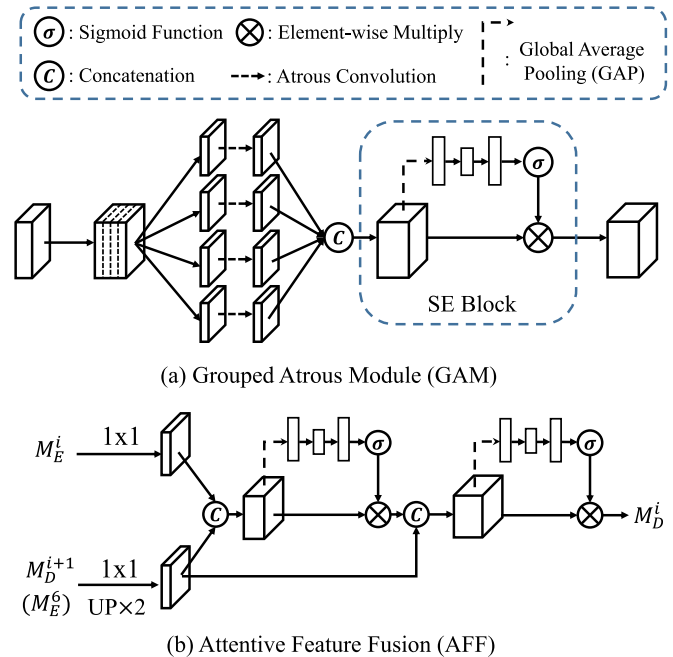 σ : Sigmoid Function ⊗ : Element-wise Multiply
C : Concatenation : Atrous Convolution
: Global Average
Pooling (GAP)
σ
C
SE Block
(a) Grouped Atrous Module (GAM)
M_E^i 1x1
σ σ
C C M_D^i
M_D^{i+1} 1x1
(M_E^6) UP×2
(b) Attentive Feature Fusion (AFF)